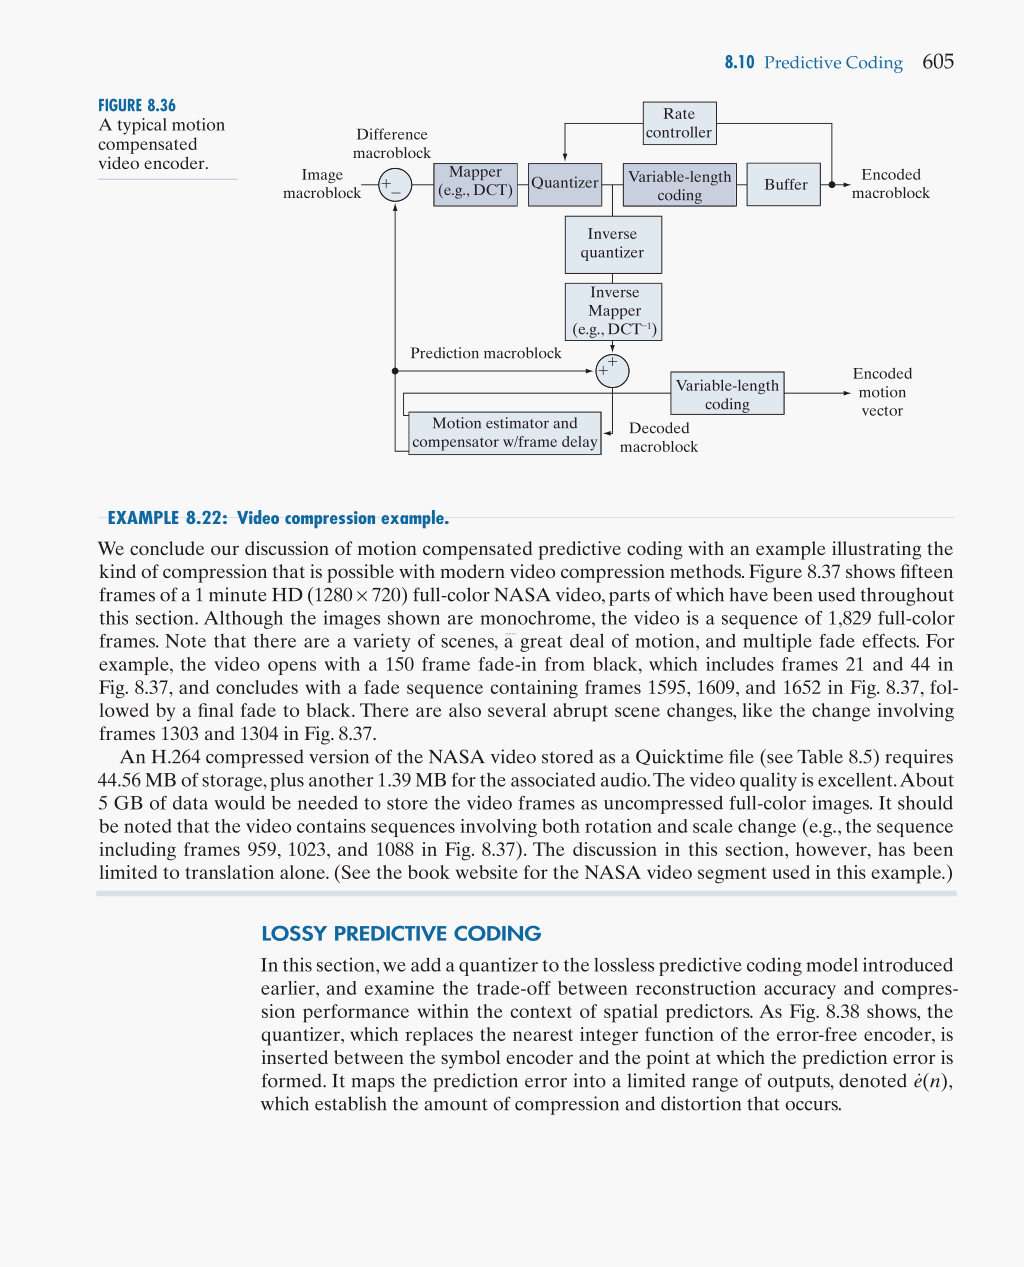 8.10 Predictive Coding 605
FIGURE 8.36
A typical motion
compensated
video encoder.
Rate
controller
Difference
macroblock
Image
macroblock
+
−
Mapper
(e.g., DCT)
Quantizer
Variable-length
coding
Buffer
Encoded
macroblock
Inverse
quantizer
Inverse
Mapper
(e.g., DCT⁻¹)
Prediction macroblock
+
+
Variable-length
coding
Encoded
motion
vector
Motion estimator and
compensator w/frame delay
Decoded
macroblock
EXAMPLE 8.22: Video compression example.
We conclude our discussion of motion compensated predictive coding with an example illustrating the
kind of compression that is possible with modern video compression methods. Figure 8.37 shows fifteen
frames of a 1 minute HD (1280 × 720) full-color NASA video, parts of which have been used throughout
this section. Although the images shown are monochrome, the video is a sequence of 1,829 full-color
frames. Note that there are a variety of scenes, a great deal of motion, and multiple fade effects. For
example, the video opens with a 150 frame fade-in from black, which includes frames 21 and 44 in
Fig. 8.37, and concludes with a fade sequence containing frames 1595, 1609, and 1652 in Fig. 8.37, fol-
lowed by a final fade to black. There are also several abrupt scene changes, like the change involving
frames 1303 and 1304 in Fig. 8.37.
An H.264 compressed version of the NASA video stored as a Quicktime file (see Table 8.5) requires
44.56 MB of storage, plus another 1.39 MB for the associated audio. The video quality is excellent. About
5 GB of data would be needed to store the video frames as uncompressed full-color images. It should
be noted that the video contains sequences involving both rotation and scale change (e.g., the sequence
including frames 959, 1023, and 1088 in Fig. 8.37). The discussion in this section, however, has been
limited to translation alone. (See the book website for the NASA video segment used in this example.)
LOSSY PREDICTIVE CODING
In this section, we add a quantizer to the lossless predictive coding model introduced
earlier, and examine the trade-off between reconstruction accuracy and compres-
sion performance within the context of spatial predictors. As Fig. 8.38 shows, the
quantizer, which replaces the nearest integer function of the error-free encoder, is
inserted between the symbol encoder and the point at which the prediction error is
formed. It maps the prediction error into a limited range of outputs, denoted ė(n),
which establish the amount of compression and distortion that occurs.